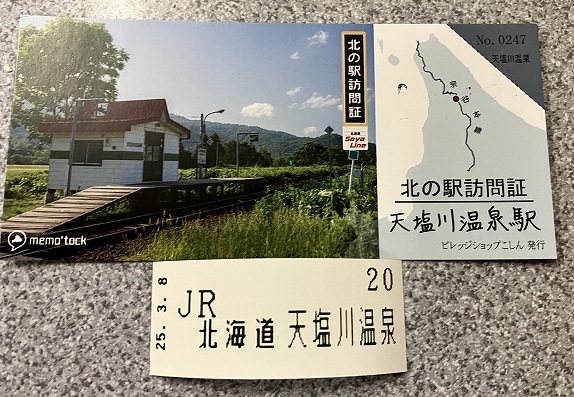 北の駅訪問証
北海道
Soya
Line
memo'tock
No. 0247
天塩川温泉
宗谷本線
北の駅訪問証
天塩川温泉駅
ビレッジショップこしん 発行
25. 3. 8
20
JR
北海道 天塩川温泉